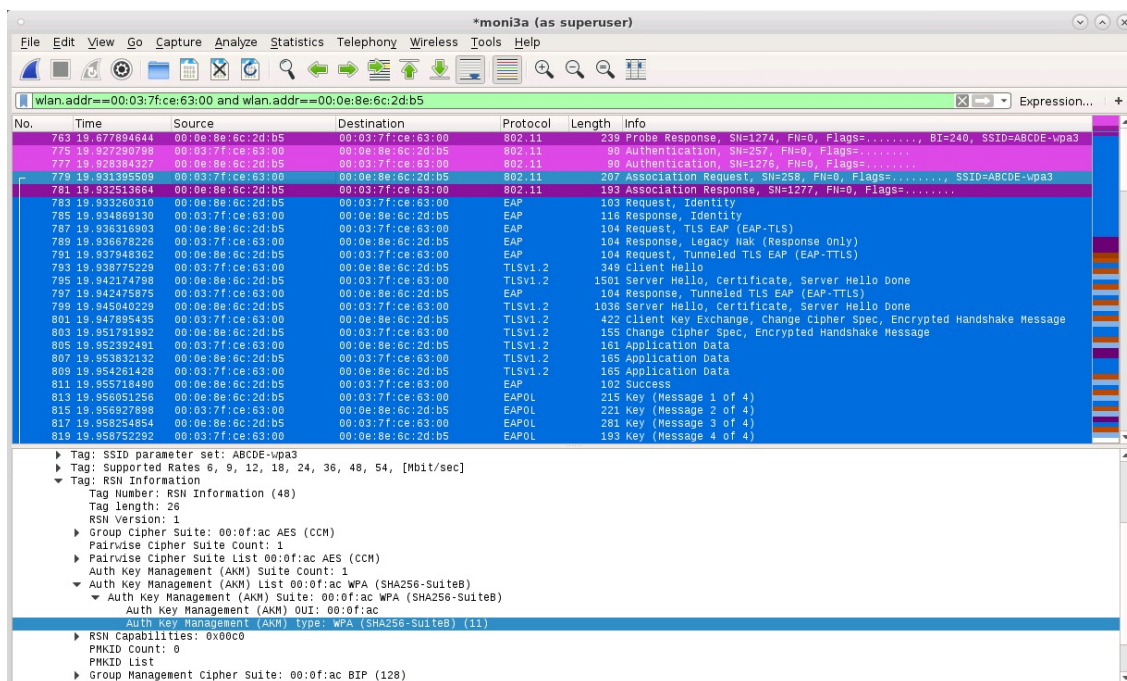 *moni3a (as superuser)
File Edit View Go Capture Analyze Statistics Telephony Wireless Tools Help
wlan.addr==00:03:7f:ce:63:00 and wlan.addr==00:0e:8e:6c:2d:b5 Expression... +
No. Time Source Destination Protocol Length Info
763 19.677894644 00:0e:8e:6c:2d:b5 00:03:7f:ce:63:00 802.11 239 Probe Response, SN=1274, FN=0, Flags=........, BI=240, SSID=ABCDE-wpa3
775 19.927290798 00:03:7f:ce:63:00 00:0e:8e:6c:2d:b5 802.11 90 Authentication, SN=257, FN=0, Flags=........
777 19.928384327 00:0e:8e:6c:2d:b5 00:03:7f:ce:63:00 802.11 90 Authentication, SN=1276, FN=0, Flags=........
779 19.931395509 00:03:7f:ce:63:00 00:0e:8e:6c:2d:b5 802.11 207 Association Request, SN=258, FN=0, Flags=........, SSID=ABCDE-wpa3
781 19.932513664 00:0e:8e:6c:2d:b5 00:03:7f:ce:63:00 802.11 193 Association Response, SN=1277, FN=0, Flags=........
783 19.933260310 00:0e:8e:6c:2d:b5 00:03:7f:ce:63:00 EAP 103 Request, Identity
785 19.934869130 00:03:7f:ce:63:00 00:0e:8e:6c:2d:b5 EAP 116 Response, Identity
787 19.936316903 00:0e:8e:6c:2d:b5 00:03:7f:ce:63:00 EAP 104 Request, TLS EAP (EAP-TLS)
789 19.936678226 00:03:7f:ce:63:00 00:0e:8e:6c:2d:b5 EAP 104 Response, Legacy Nak (Response Only)
791 19.937948362 00:0e:8e:6c:2d:b5 00:03:7f:ce:63:00 EAP 104 Request, Tunneled TLS EAP (EAP-TTLS)
793 19.938775229 00:03:7f:ce:63:00 00:0e:8e:6c:2d:b5 TLSv1.2 349 Client Hello
795 19.942174798 00:0e:8e:6c:2d:b5 00:03:7f:ce:63:00 TLSv1.2 1501 Server Hello, Certificate, Server Hello Done
797 19.942475875 00:03:7f:ce:63:00 00:0e:8e:6c:2d:b5 EAP 104 Response, Tunneled TLS EAP (EAP-TTLS)
799 19.945040229 00:0e:8e:6c:2d:b5 00:03:7f:ce:63:00 TLSv1.2 1036 Server Hello, Certificate, Server Hello Done
801 19.947895435 00:03:7f:ce:63:00 00:0e:8e:6c:2d:b5 TLSv1.2 422 Client Key Exchange, Change Cipher Spec, Encrypted Handshake Message
803 19.951791992 00:0e:8e:6c:2d:b5 00:03:7f:ce:63:00 TLSv1.2 155 Change Cipher Spec, Encrypted Handshake Message
805 19.952392491 00:03:7f:ce:63:00 00:0e:8e:6c:2d:b5 TLSv1.2 161 Application Data
807 19.953832132 00:0e:8e:6c:2d:b5 00:03:7f:ce:63:00 TLSv1.2 165 Application Data
809 19.954261428 00:03:7f:ce:63:00 00:0e:8e:6c:2d:b5 TLSv1.2 165 Application Data
811 19.955718490 00:0e:8e:6c:2d:b5 00:03:7f:ce:63:00 EAP 102 Success
813 19.956051256 00:0e:8e:6c:2d:b5 00:03:7f:ce:63:00 EAPOL 215 Key (Message 1 of 4)
815 19.956927898 00:03:7f:ce:63:00 00:0e:8e:6c:2d:b5 EAPOL 221 Key (Message 2 of 4)
817 19.958254854 00:0e:8e:6c:2d:b5 00:03:7f:ce:63:00 EAPOL 281 Key (Message 3 of 4)
819 19.958752292 00:03:7f:ce:63:00 00:0e:8e:6c:2d:b5 EAPOL 193 Key (Message 4 of 4)
Tag: SSID parameter set: ABCDE-wpa3
Tag: Supported Rates 6, 9, 12, 18, 24, 36, 48, 54, [Mbit/sec]
Tag: RSN Information
Tag Number: RSN Information (48)
Tag length: 26
RSN Version: 1
Group Cipher Suite: 00:0f:ac AES (CCM)
Pairwise Cipher Suite Count: 1
Pairwise Cipher Suite List 00:0f:ac AES (CCM)
Auth Key Management (AKM) Suite Count: 1
Auth Key Management (AKM) List 00:0f:ac WPA (SHA256-SuiteB)
Auth Key Management (AKM) Suite: 00:0f:ac WPA (SHA256-SuiteB)
Auth Key Management (AKM) OUI: 00:0f:ac
Auth Key Management (AKM) type: WPA (SHA256-SuiteB) (11)
RSN Capabilities: 0x00c0
PMKID Count: 0
PMKID List
Group Management Cipher Suite: 00:0f:ac BIP (128)